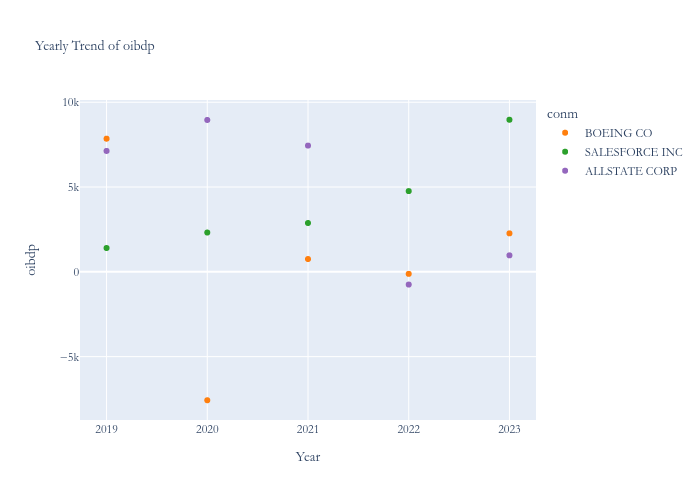 Yearly Trend of oibdp
conm
BOEING CO
SALESFORCE INC
ALLSTATE CORP
10k
5k
0
−5k
oibdp
2019 2020 2021 2022 2023
Year